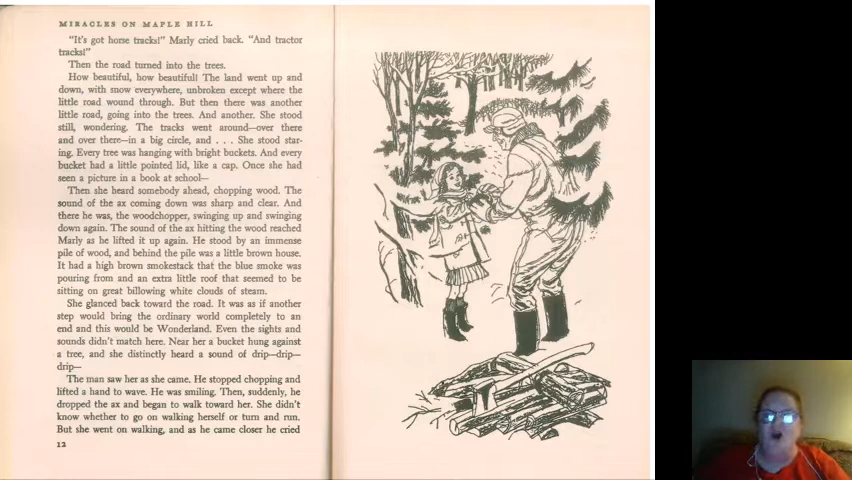 MIRACLES ON MAPLE HILL
"It's got horse tracks!" Marly cried back. "And tractor
tracks!"
Then the road turned into the trees.
How beautiful, how beautiful! The land went up and
down, with snow everywhere, unbroken except where the
little road wound through. But then there was another
little road, going into the trees. And another. She stood
still, wondering. The tracks went around—over there
and over there—in a big circle, and . . . She stood star-
ing. Every tree was hanging with bright buckets. And every
bucket had a little pointed lid, like a cap. Once she had
seen a picture in a book at school—
Then she heard somebody ahead, chopping wood. The
sound of the ax coming down was sharp and clear. And
there he was, the woodchopper, swinging up and swinging
down again. The sound of the ax hitting the wood reached
Marly as he lifted it up again. He stood by an immense
pile of wood, and behind the pile was a little brown house.
It had a high brown smokestack that the blue smoke was
pouring from and an extra little roof that seemed to be
sitting on great billowing white clouds of steam.
She glanced back toward the road. It was as if another
step would bring the ordinary world completely to an
end and this would be Wonderland. Even the sights and
sounds didn't match here. Near her a bucket hung against
a tree, and she distinctly heard a sound of drip—drip—
drip—
The man saw her as she came. He stopped chopping and
lifted a hand to wave. He was smiling. Then, suddenly, he
dropped the ax and began to walk toward her. She didn't
know whether to go on walking herself or turn and run.
But she went on walking, and as he came closer he cried
12